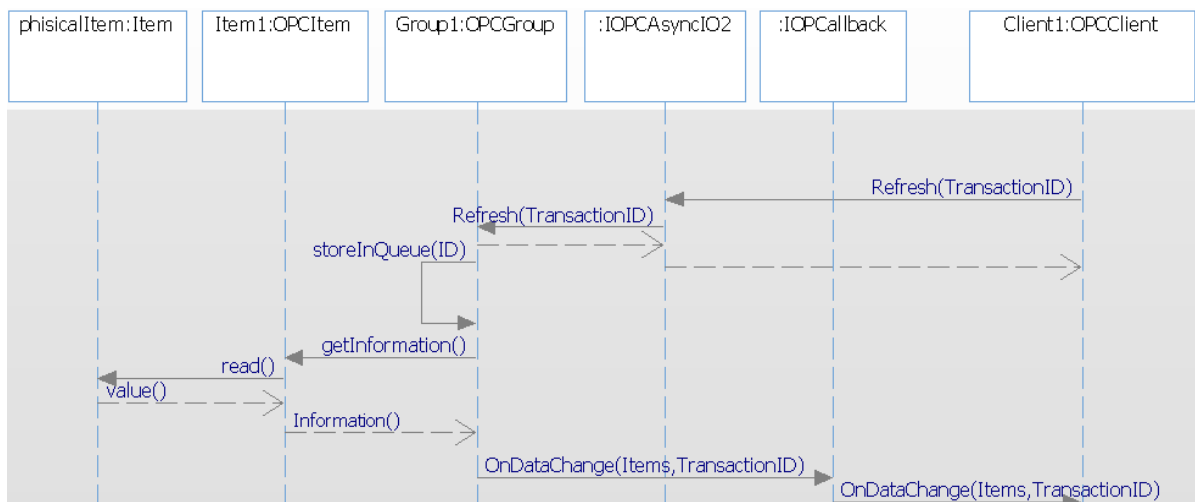 phisicalItem:Item
Item1:OPCItem
Group1:OPCGroup
:IOPCAsyncIO2
:IOPCallback
Client1:OPCClient
Refresh(TransactionID)
Refresh(TransactionID)
storeInQueue(ID)
getInformation()
read()
value()
Information()
OnDataChange(Items,TransactionID)
OnDataChange(Items,TransactionID)